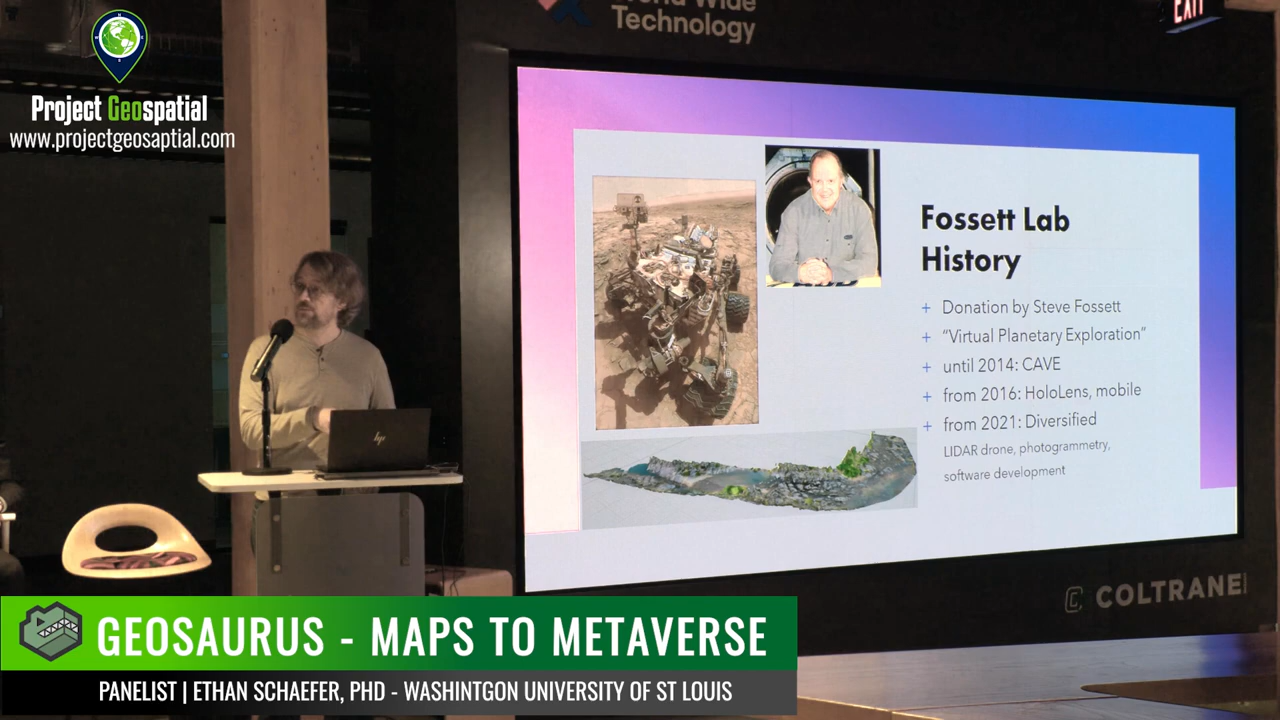 Project Geospatial
www.projectgeosaptial.com
World Wide
Technology
EXIT
Fossett Lab
History
+ Donation by Steve Fossett
+ “Virtual Planetary Exploration”
+ until 2014: CAVE
+ from 2016: HoloLens, mobile
+ from 2021: Diversified
LIDAR drone, photogrammetry,
software development
hp
COLTRANE
GEOSAURUS - MAPS TO METAVERSE
PANELIST | ETHAN SCHAEFER, PHD - WASHINTGON UNIVERSITY OF ST LOUIS